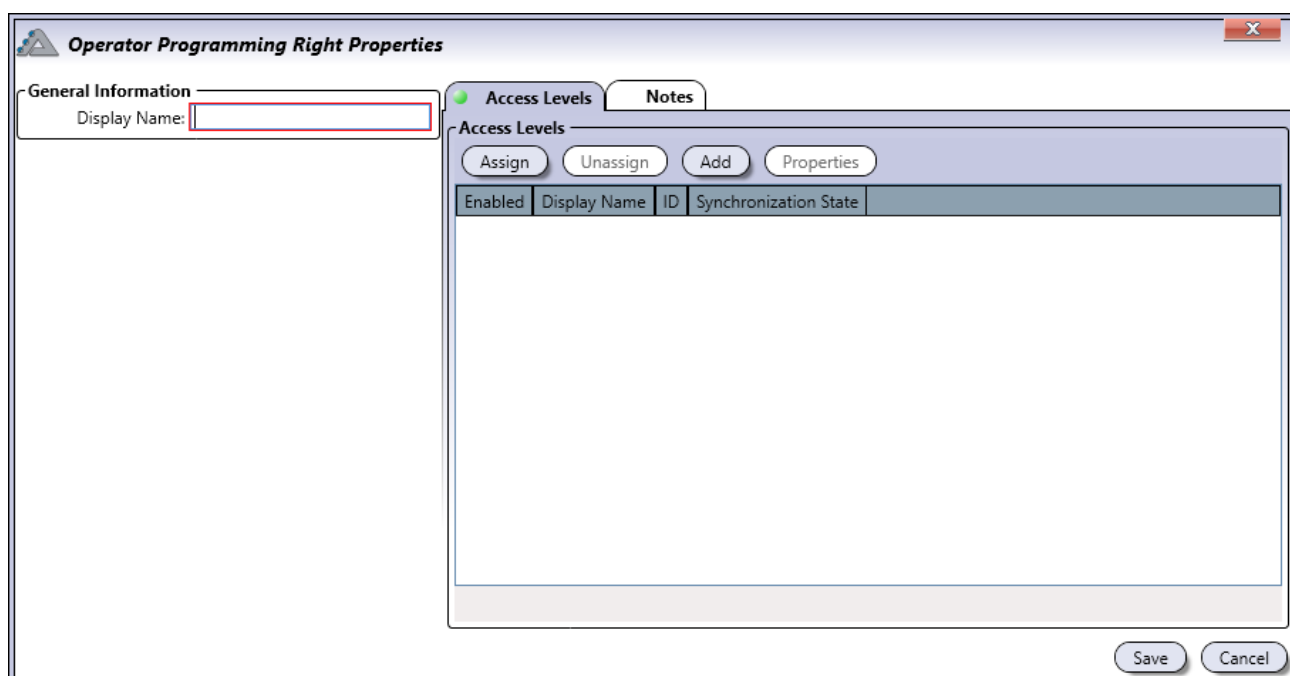 Operator Programming Right Properties
X
General Information
Display Name:
Access Levels Notes
Access Levels
Assign Unassign Add Properties
Enabled Display Name ID Synchronization State
Save Cancel